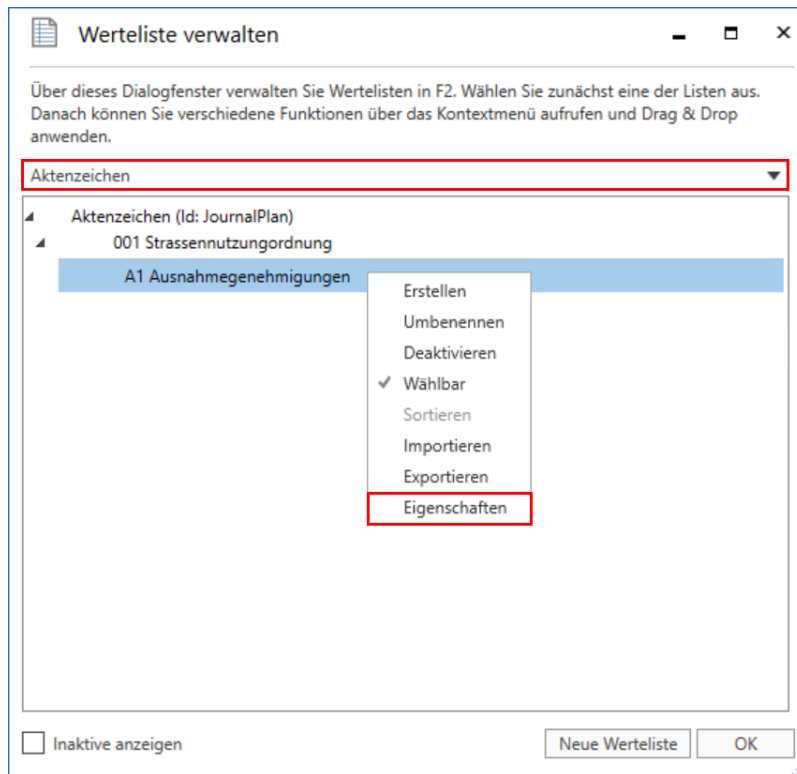 Werteliste verwalten
Über dieses Dialogfenster verwalten Sie Wertelisten in F2. Wählen Sie zunächst eine der Listen aus.
Danach können Sie verschiedene Funktionen über das Kontextmenü aufrufen und Drag & Drop
anwenden.
Aktenzeichen
Aktenzeichen (Id: JournalPlan)
001 Strassennutzungordnung
A1 Ausnahmegenehmigungen
Erstellen
Umbenennen
Deaktivieren
Wählbar
Sortieren
Importieren
Exportieren
Eigenschaften
Inaktive anzeigen
Neue Werteliste
OK